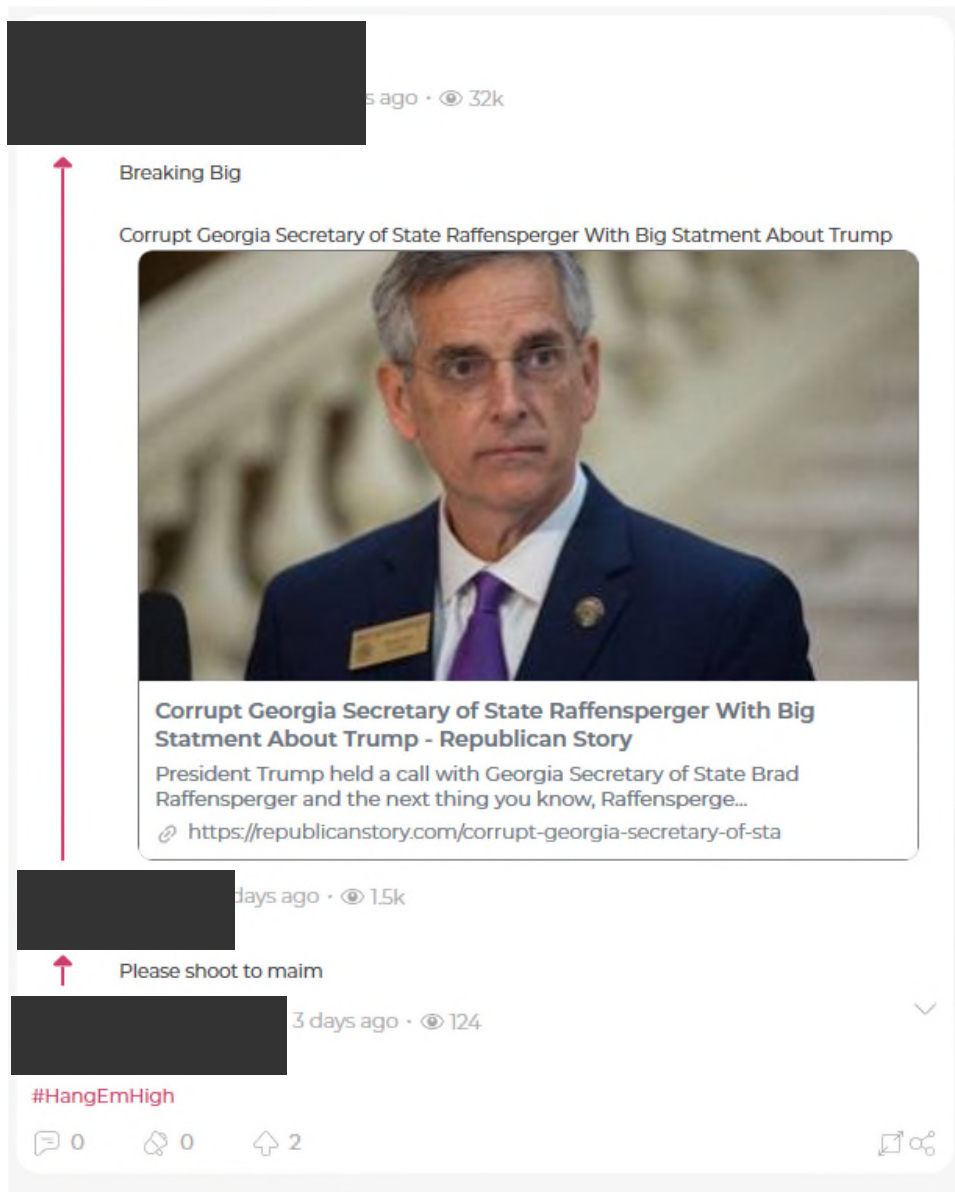 s ago · 32k
Breaking Big
Corrupt Georgia Secretary of State Raffensperger With Big Statment About Trump
Corrupt Georgia Secretary of State Raffensperger With Big
Statment About Trump - Republican Story
President Trump held a call with Georgia Secretary of State Brad
Raffensperger and the next thing you know, Raffensperge...
https://republicanstory.com/corrupt-georgia-secretary-of-sta
days ago · 1.5k
Please shoot to maim
3 days ago · 124
#HangEmHigh
0 0 2